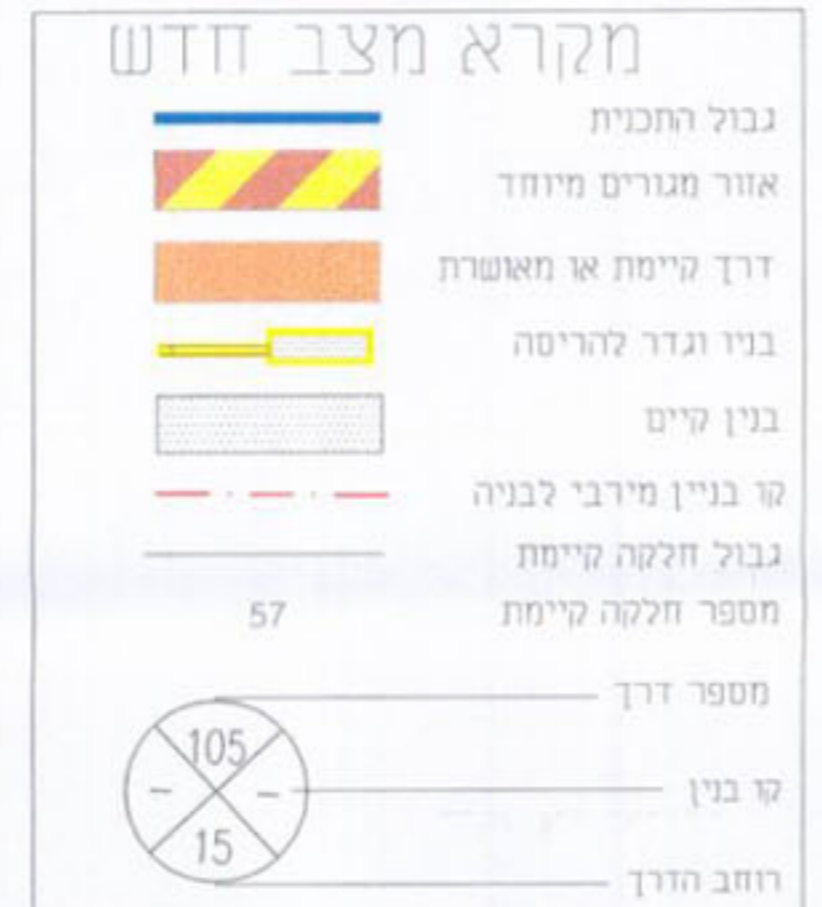 מקרא מצב חדש
גבול התכנית
אזור מגורים מיוחד
דרך קיימת או מאושרת
בניו וגדר להריסה
בנין קיים
קו בניין מירבי לבניה
גבול חלקה קיימת
מספר חלקה קיימת 57
מספר דרך
105
קו בנין
- -
15
רוחב הדרך